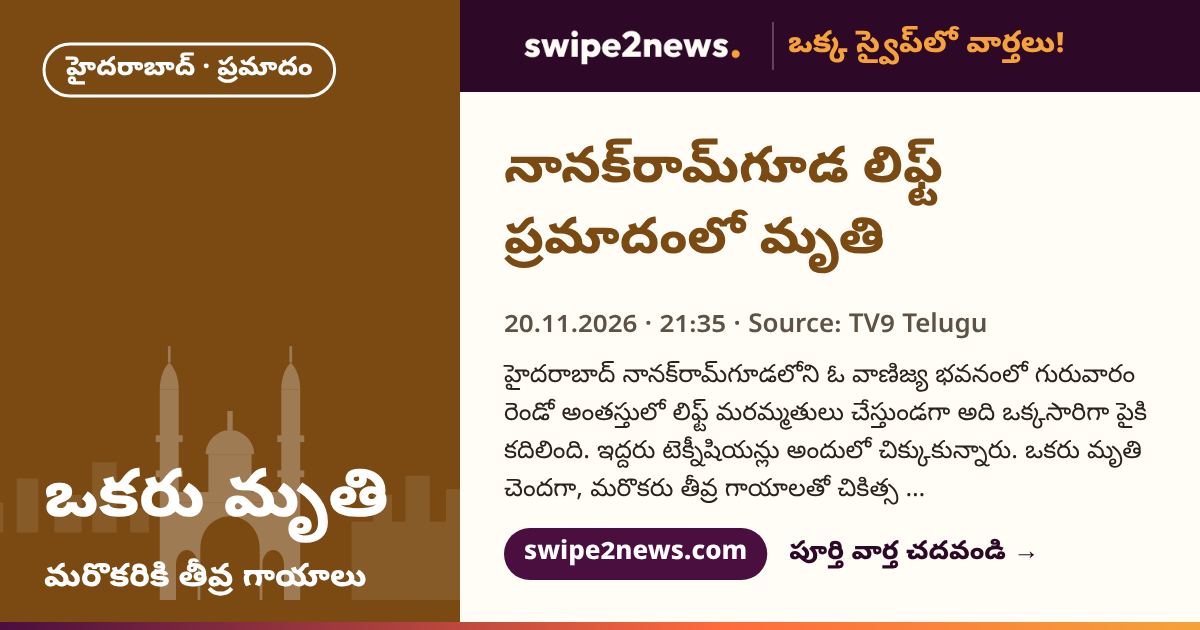 హైదరాబాద్ · ప్రమాదం
ఒకరు మృతి
మరొకరికి తీవ్ర గాయాలు
swipe2news.
ఒక్క స్వైప్‌లో వార్తలు!
నానక్‌రామ్‌గూడ లిఫ్ట్
ప్రమాదంలో మృతి
20.11.2026 · 21:35 · Source: TV9 Telugu
హైదరాబాద్ నానక్‌రామ్‌గూడలోని ఓ వాణిజ్య భవనంలో గురువారం
రెండో అంతస్తులో లిఫ్ట్ మరమ్మతులు చేస్తుండగా అది ఒక్కసారిగా పైకి
కదిలింది. ఇద్దరు టెక్నీషియన్లు అందులో చిక్కుకున్నారు. ఒకరు మృతి
చెందగా, మరొకరు తీవ్ర గాయాలతో చికిత్స ...
swipe2news.com
పూర్తి వార్త చదవండి →